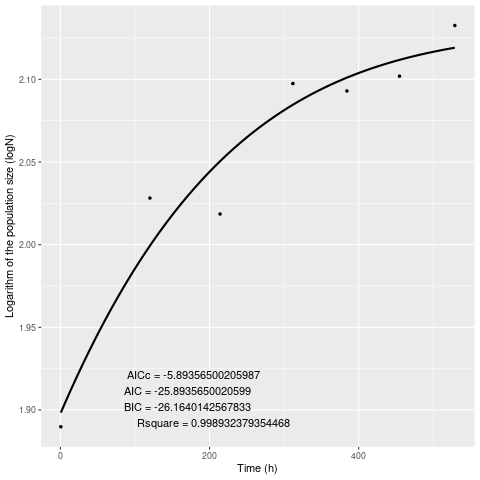 2.10
2.05
2.00
1.95
1.90
Logarithm of the population size (logN)
AICc = -5.89356500205987
AIC = -25.8935650020599
BIC = -26.1640142567833
Rsquare = 0.998932379354468
0
200
400
Time (h)